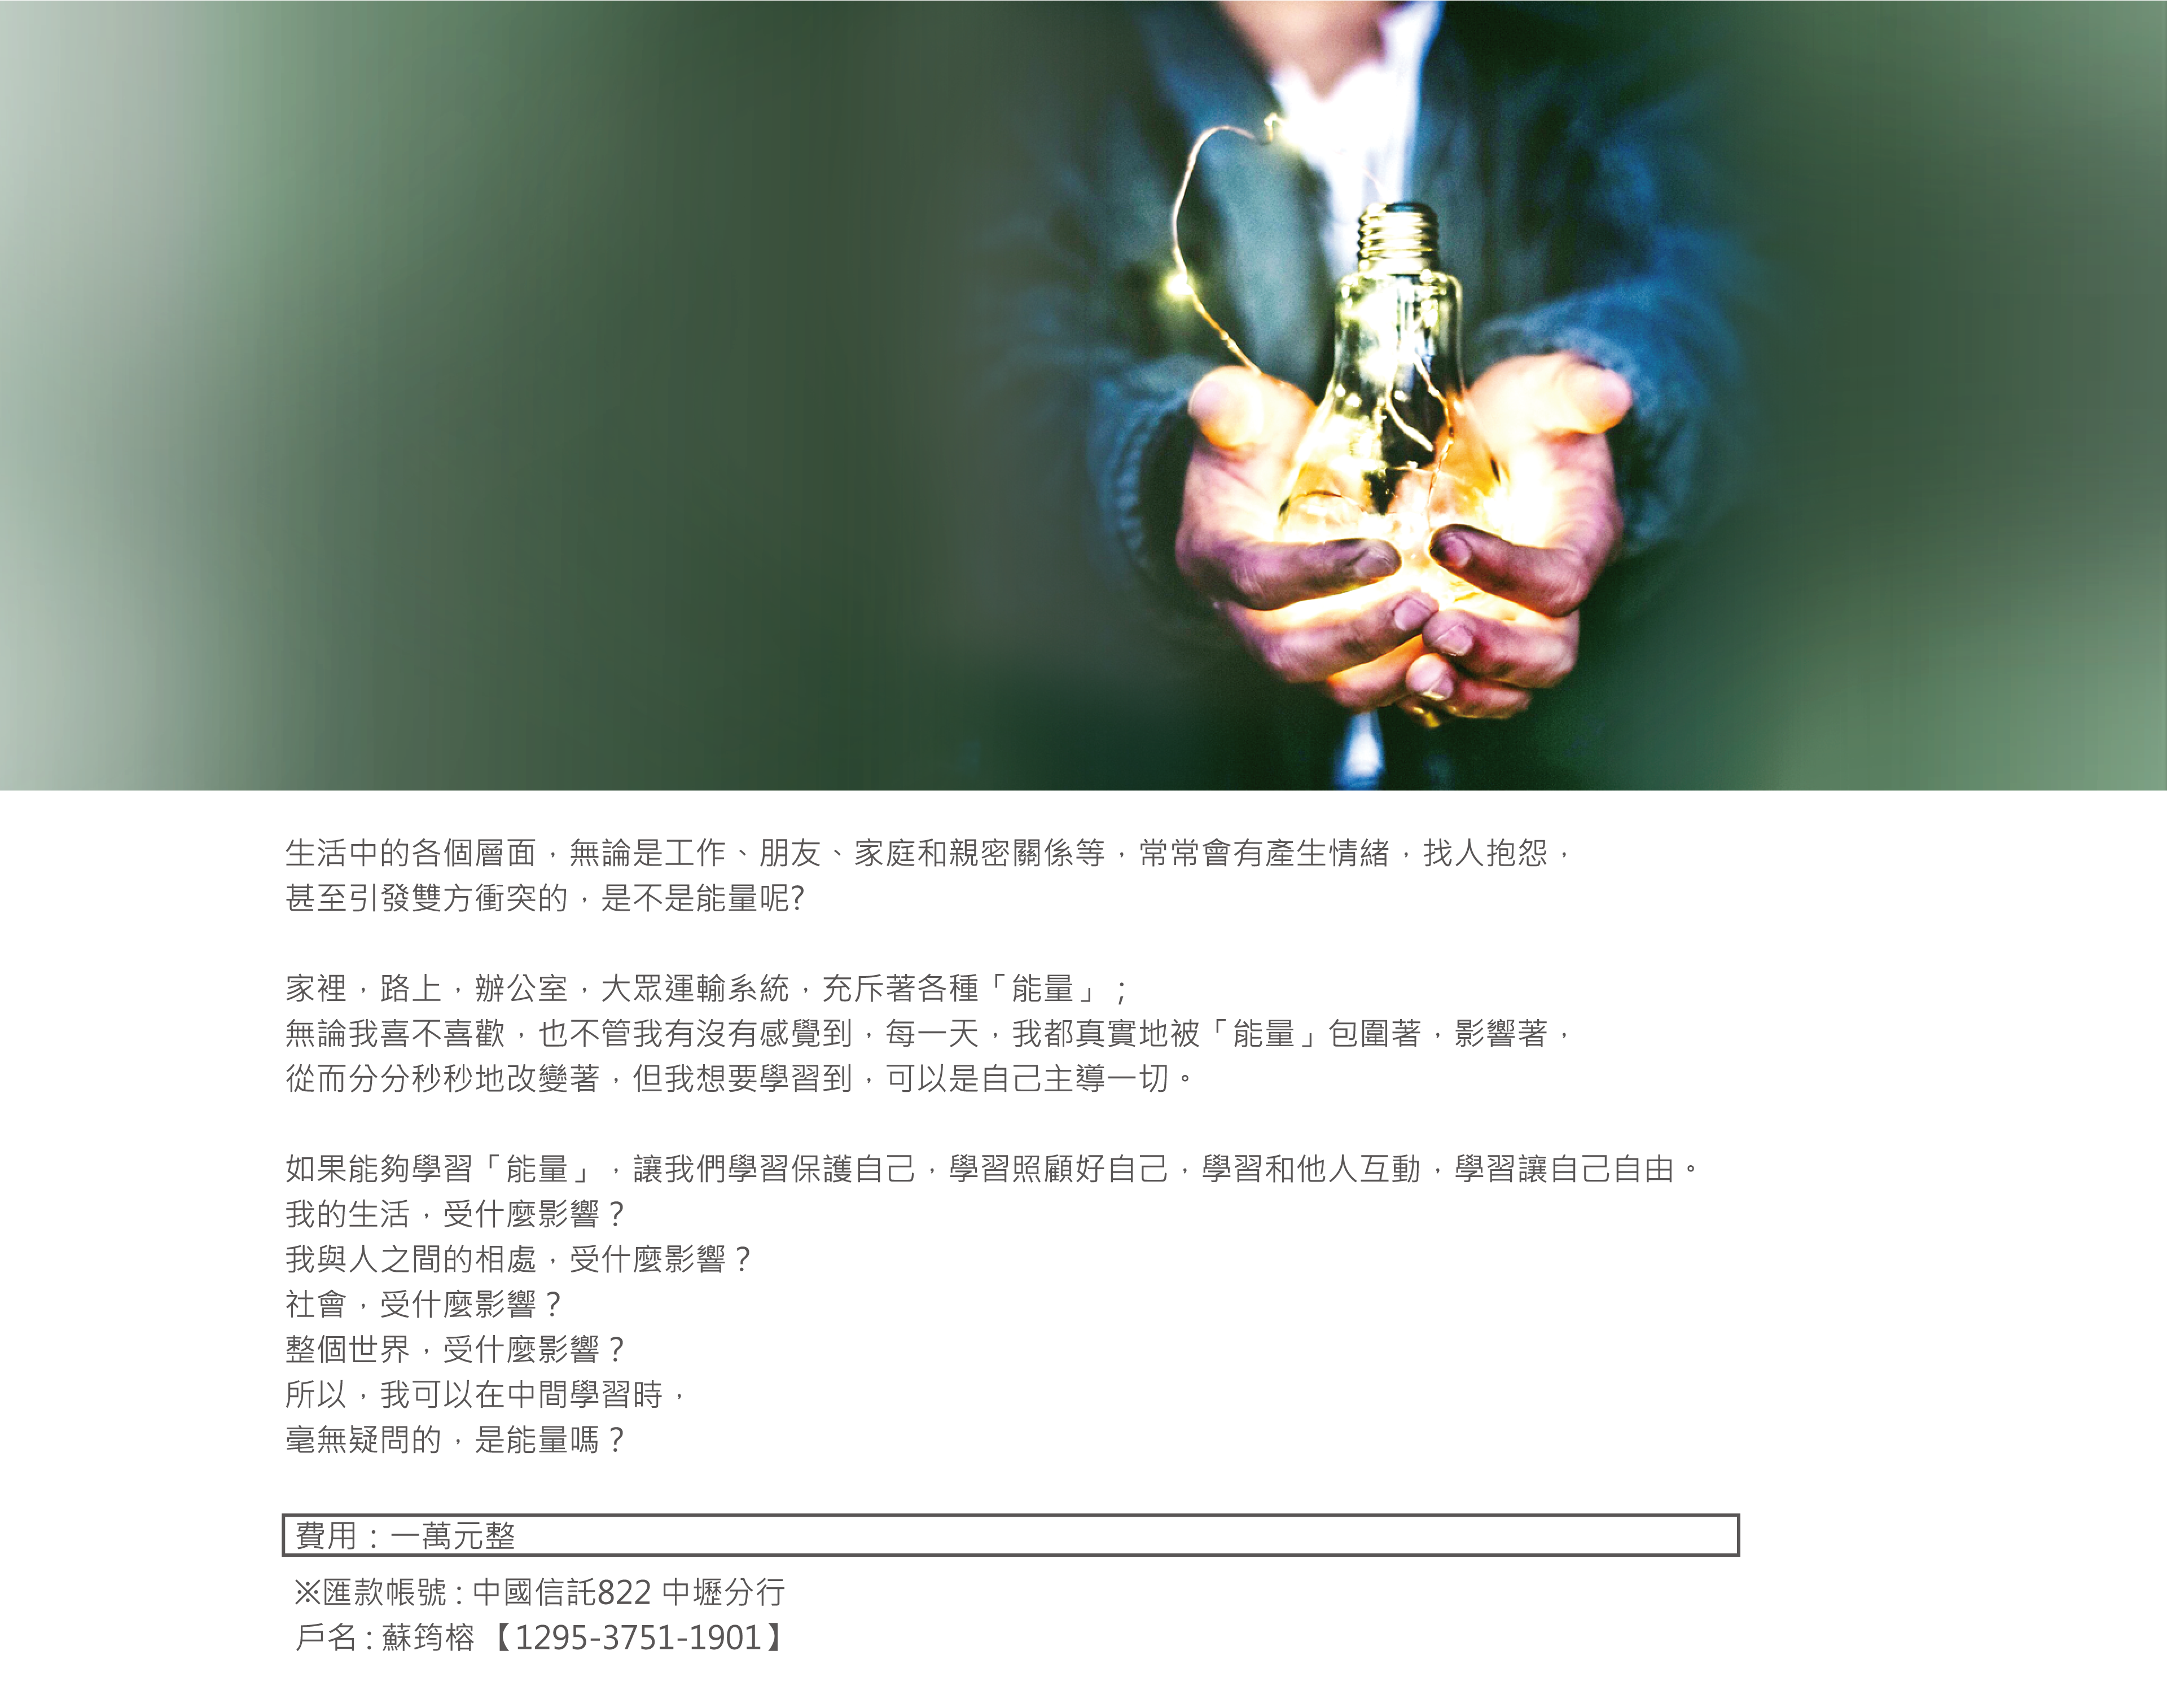 生活中的各個層面，無論是工作、朋友、家庭和親密關係等，常常會有產生情緒，找人抱怨，
甚至引發雙方衝突的，是不是能量呢?
家裡，路上，辦公室，大眾運輸系統，充斥著各種「能量」；
無論我喜不喜歡，也不管我有沒有感覺到，每一天，我都真實地被「能量」包圍著，影響著，
從而分分秒秒地改變著，但我想要學習到，可以是自己主導一切。
如果能夠學習「能量」，讓我們學習保護自己，學習照顧好自己，學習和他人互動，學習讓自己自由。
我的生活，受什麼影響？
我與人之間的相處，受什麼影響？
社會，受什麼影響？
整個世界，受什麼影響？
所以，我可以在中間學習時，
毫無疑問的，是能量嗎？
費用：一萬元整
※匯款帳號：中國信託822 中壢分行
戶名：蘇筠榕 【1295-3751-1901】